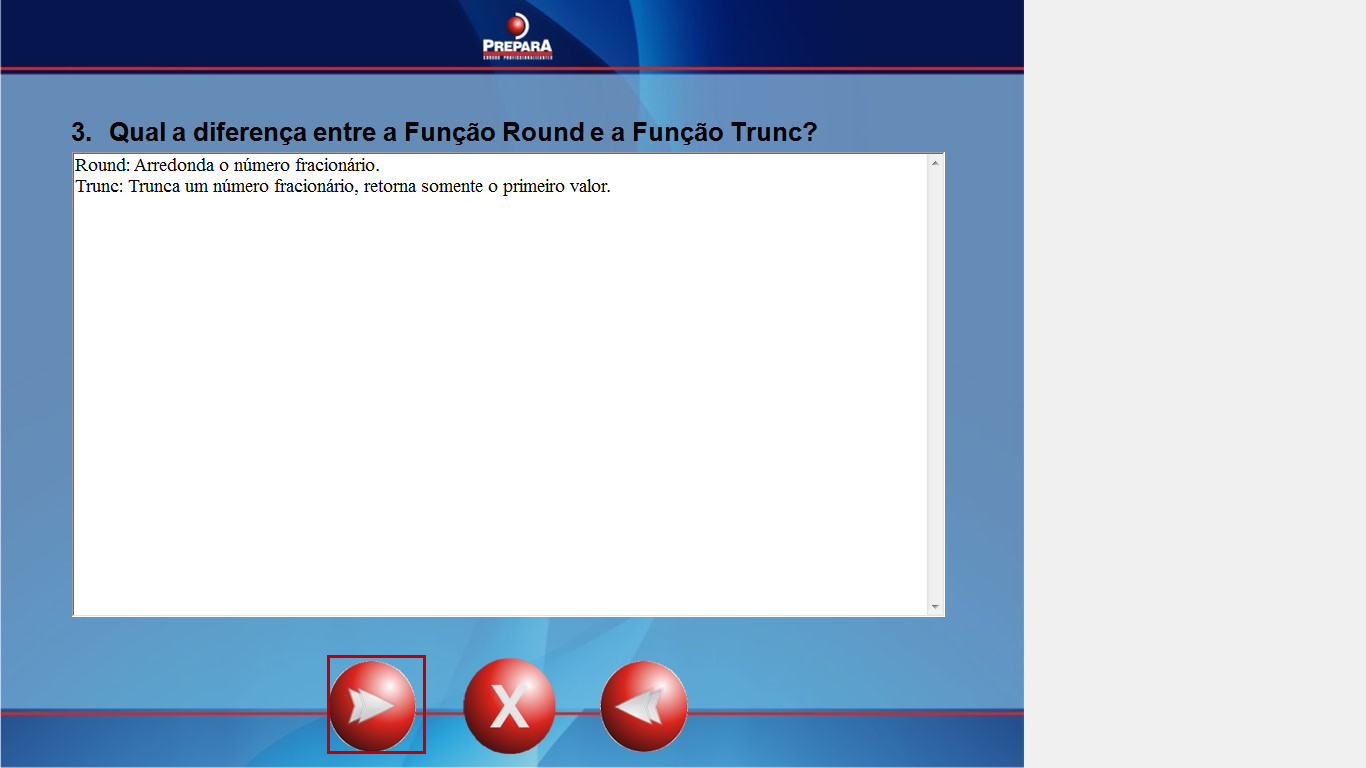 PREPARA
CURSOS PROFISSIONALIZANTES
3. Qual a diferença entre a Função Round e a Função Trunc?
Round: Arredonda o número fracionário.
Trunc: Trunca um número fracionário, retorna somente o primeiro valor.
X